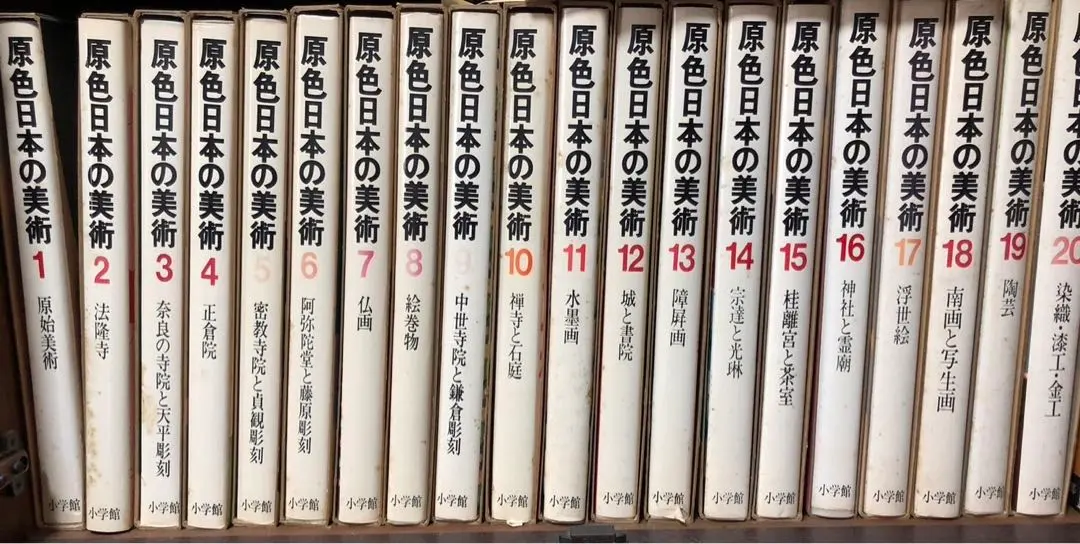 原色日本の美術
1
原始美術
小学館
原色日本の美術
2
法隆寺
小学館
原色日本の美術
3
奈良の寺院と天平彫刻
小学館
原色日本の美術
4
正倉院
小学館
原色日本の美術
5
密教寺院と貞観彫刻
小学館
原色日本の美術
6
阿弥陀堂と藤原彫刻
小学館
原色日本の美術
7
仏画
小学館
原色日本の美術
8
絵巻物
小学館
原色日本の美術
9
中世寺院と鎌倉彫刻
小学館
原色日本の美術
10
禅寺と石庭
小学館
原色日本の美術
11
水墨画
小学館
原色日本の美術
12
城と書院
小学館
原色日本の美術
13
障屏画
小学館
原色日本の美術
14
宗達と光琳
小学館
原色日本の美術
15
桂離宮と茶室
小学館
原色日本の美術
16
神社と霊廟
小学館
原色日本の美術
17
浮世絵
小学館
原色日本の美術
18
南画と写生画
小学館
原色日本の美術
19
陶芸
小学館
原色日本の美術
20
染織・漆工・金工
小学館